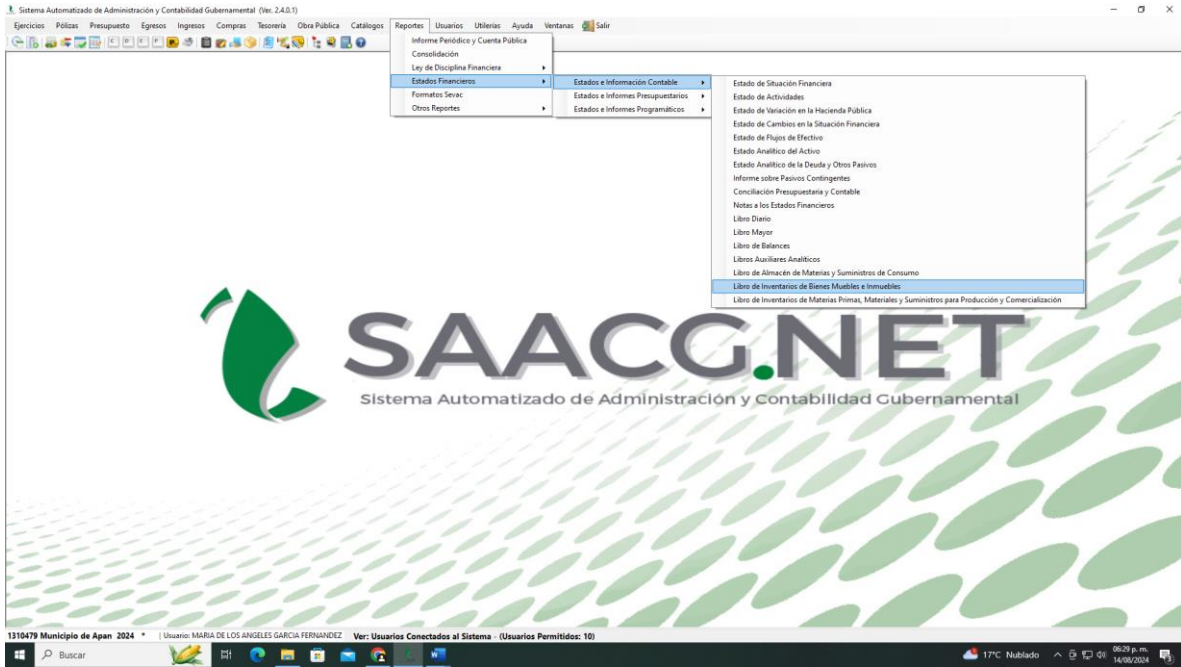 Sistema Automatizado de Administración y Contabilidad Gubernamental (Ver. 2.4.0.1)
Ejercicios Pólizas Presupuesto Egresos Ingresos Compras Tesorería Obra Pública Catálogos Reportes Usuarios Utilerías Ayuda Ventanas Salir
Informe Periódico y Cuenta Pública
Consolidación
Ley de Disciplina Financiera
Estados Financieros
Formatos Sevac
Otros Reportes
Estados e Información Contable
Estados e Informes Presupuestarios
Estados e Informes Programáticos
Estado de Situación Financiera
Estado de Actividades
Estado de Variación en la Hacienda Pública
Estado de Cambios en la Situación Financiera
Estado de Flujos de Efectivo
Estado Analítico del Activo
Estado Analítico de la Deuda y Otros Pasivos
Informe sobre Pasivos Contingentes
Conciliación Presupuestaria y Contable
Notas a los Estados Financieros
Libro Diario
Libro Mayor
Libro de Balances
Libros Auxiliares Analíticos
Libro de Almacén de Materias y Suministros de Consumo
Libro de Inventarios de Bienes Muebles e Inmuebles
Libro de Inventarios de Materias Primas, Materiales y Suministros para Producción y Comercialización
SAACG.NET
Sistema Automatizado de Administración y Contabilidad Gubernamental
1310479 Municipio de Apan 2024 * | Usuario: MARIA DE LOS ANGELES GARCIA FERNANDEZ Ver: Usuarios Conectados al Sistema - (Usuarios Permitidos: 10)
Buscar
17°C Nublado
08:29 p. m.
14/08/2024